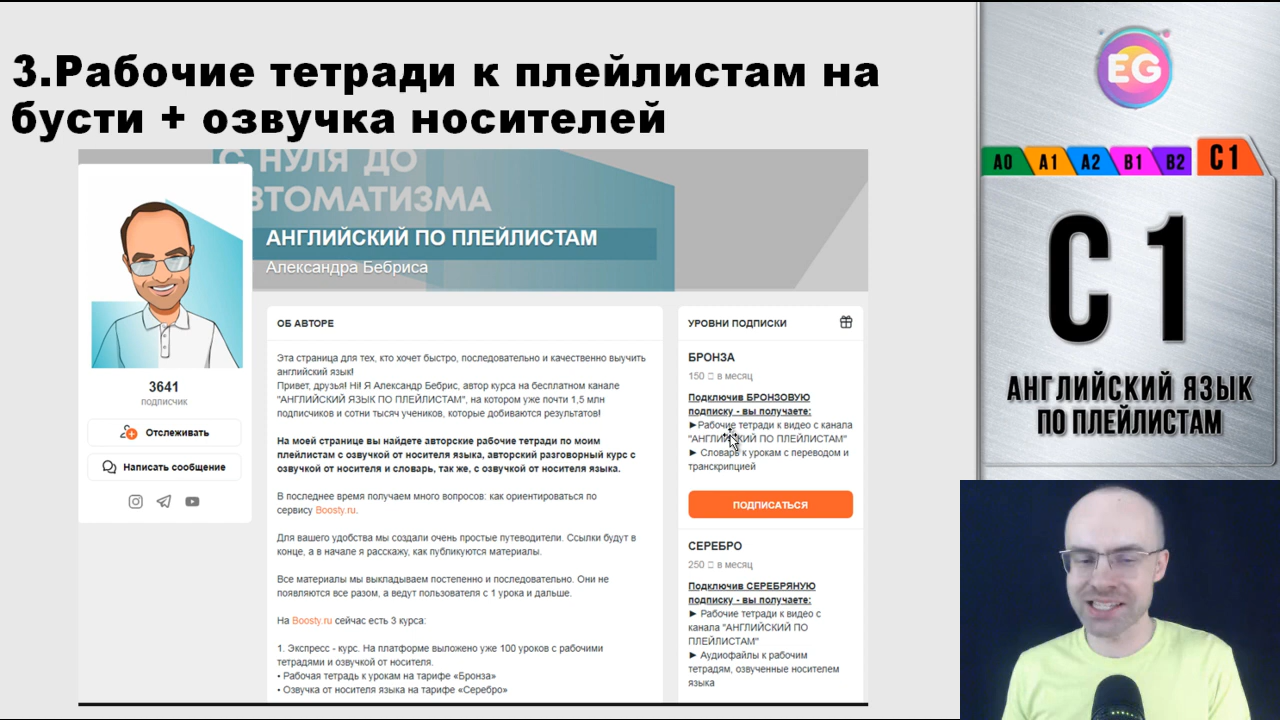 3.Рабочие тетради к плейлистам на
бусти + озвучка носителей
С НУЛЯ ДО
ВТОМАТИЗМА
АНГЛИЙСКИЙ ПО ПЛЕЙЛИСТАМ
Александра Бебриса
3641
подписчик
Отслеживать
Написать сообщение
ОБ АВТОРЕ
Эта страница для тех, кто хочет быстро, последовательно и качественно выучить
английский язык!
Привет, друзья! Hi! Я Александр Бебрис, автор курса на бесплатном канале
"АНГЛИЙСКИЙ ЯЗЫК ПО ПЛЕЙЛИСТАМ", на котором уже почти 1,5 млн
подписчиков и сотни тысяч учеников, которые добиваются результатов!
На моей странице вы найдете авторские рабочие тетради по моим
плейлистам с озвучкой от носителя языка, авторский разговорный курс с
озвучкой от носителя и словарь, так же, с озвучкой от носителя языка.
В последнее время получаем много вопросов: как ориентироваться по
сервису Boosty.ru.
Для вашего удобства мы создали очень простые путеводители. Ссылки будут в
конце, а в начале я расскажу, как публикуются материалы.
Все материалы мы выкладываем постепенно и последовательно. Они не
появляются все разом, а ведут пользователя с 1 урока и дальше.
На Boosty.ru сейчас есть 3 курса:
1. Экспресс - курс. На платформе выложено уже 100 уроков с рабочими
тетрадями и озвучкой от носителя.
• Рабочая тетрадь к урокам на тарифе «Бронза»
• Озвучка от носителя языка на тарифе «Серебро»
УРОВНИ ПОДПИСКИ
БРОНЗА
150 □ в месяц
Подключив БРОНЗОВУЮ
подписку - вы получаете:
►Рабочие тетради к видео с канала
"АНГЛИЙСКИЙ ПО ПЛЕЙЛИСТАМ"
► Словарь к урокам с переводом и
транскрипцией
ПОДПИСАТЬСЯ
СЕРЕБРО
250 □ в месяц
Подключив СЕРЕБРЯНУЮ
подписку - вы получаете:
► Рабочие тетради к видео с
канала "АНГЛИЙСКИЙ ПО
ПЛЕЙЛИСТАМ"
► Аудиофайлы к рабочим
тетрадям, озвученные носителем
языка
EG
A0 A1 A2 B1 B2 C1
C1
АНГЛИЙСКИЙ ЯЗЫК
ПО ПЛЕЙЛИСТАМ